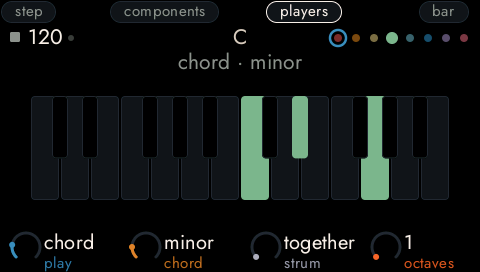 step components players bar
120 C
chord · minor
chord minor together 1
play chord strum octaves